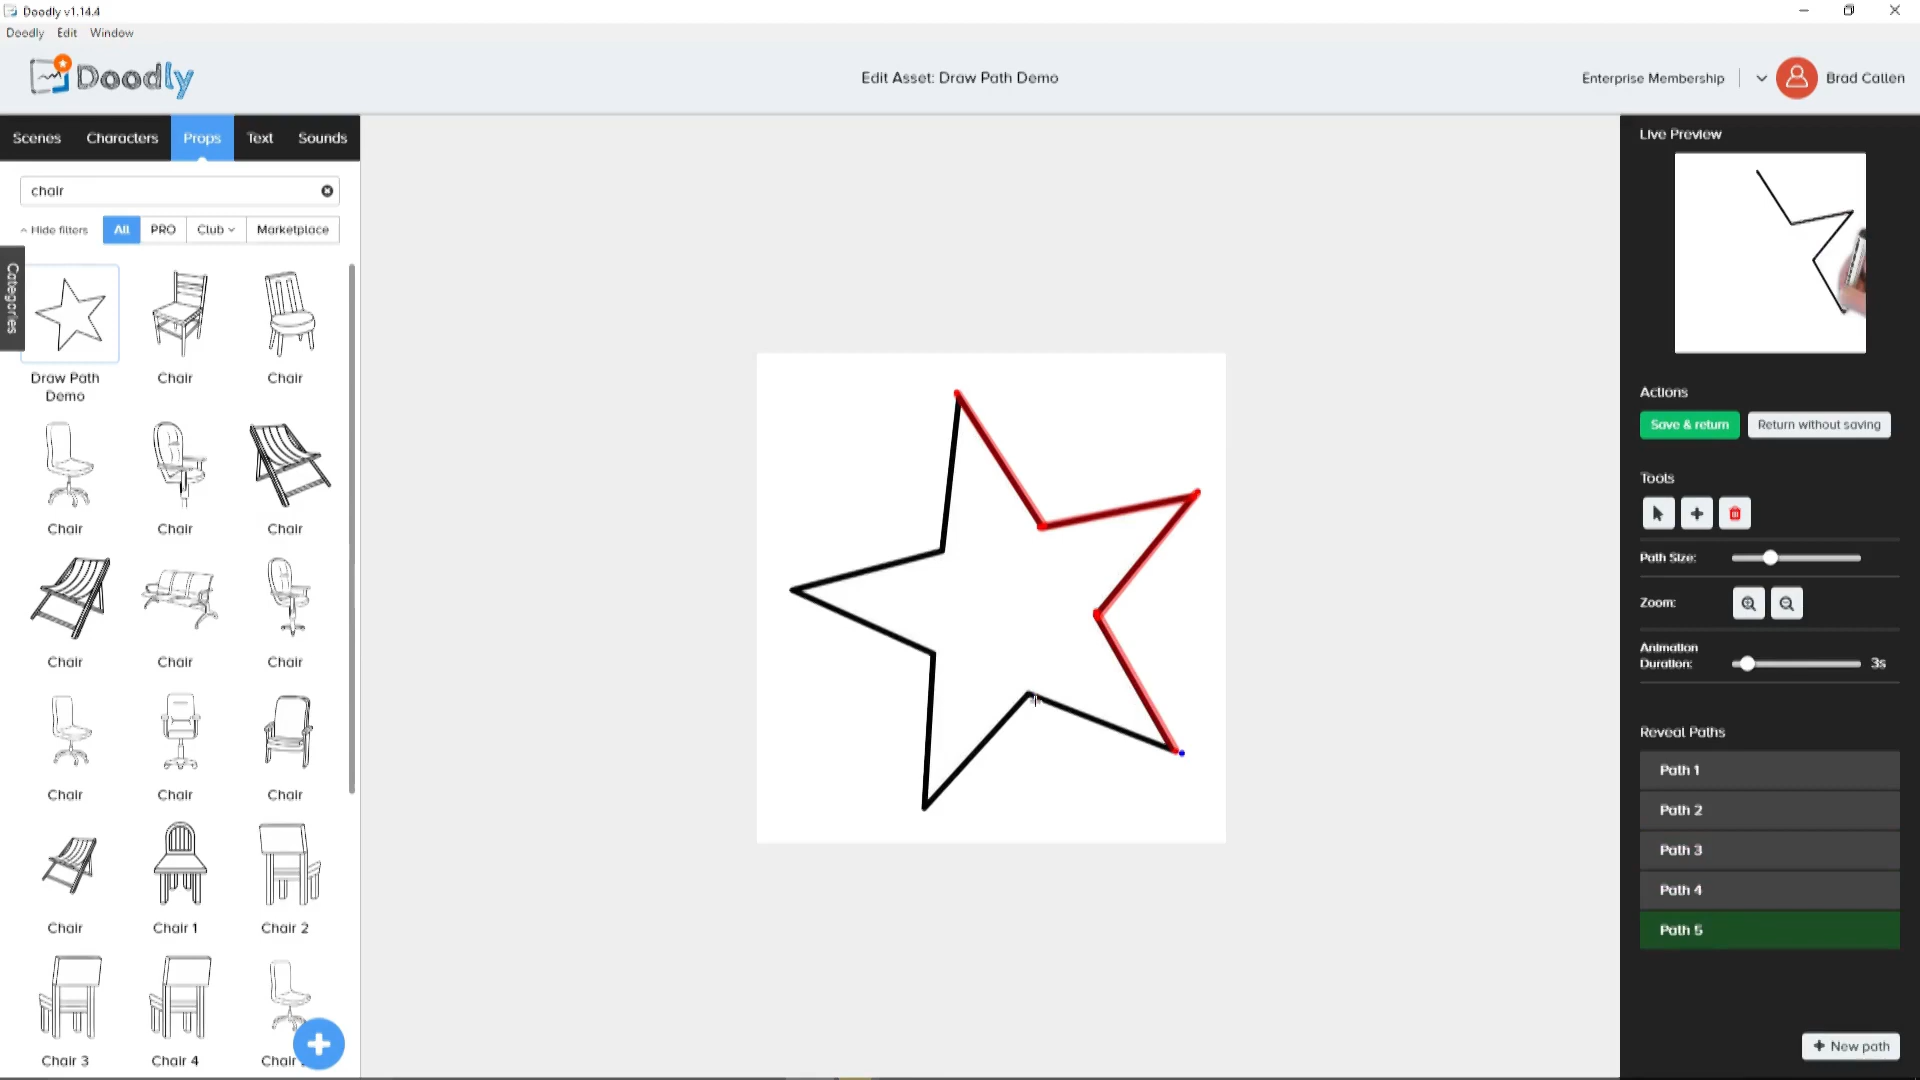 Doodly v1.14.4
Doodly Edit Window
Doodly
Edit Asset: Draw Path Demo
Enterprise Membership
Brad Callen
Scenes Characters Props Text Sounds
chair
Hide filters All PRO Club Marketplace
Categories
Draw Path
Demo
Chair
Chair
Chair
Chair
Chair
Chair
Chair
Chair
Chair
Chair
Chair
Chair
Chair 1
Chair 2
Chair 3
Chair 4
Chair
Live Preview
Actions
Save & return
Return without saving
Tools
Path Size:
Zoom:
Animation
Duration:
3s
Reveal Paths
Path 1
Path 2
Path 3
Path 4
Path 5
New path